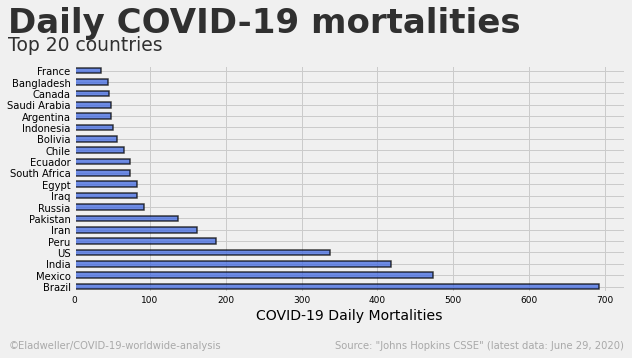 Daily COVID-19 mortalities
Top 20 countries
France
Bangladesh
Canada
Saudi Arabia
Argentina
Indonesia
Bolivia
Chile
Ecuador
South Africa
Egypt
Iraq
Russia
Pakistan
Iran
Peru
US
India
Mexico
Brazil
0 100 200 300 400 500 600 700
COVID-19 Daily Mortalities
©Eladweller/COVID-19-worldwide-analysis
Source: "Johns Hopkins CSSE" (latest data: June 29, 2020)